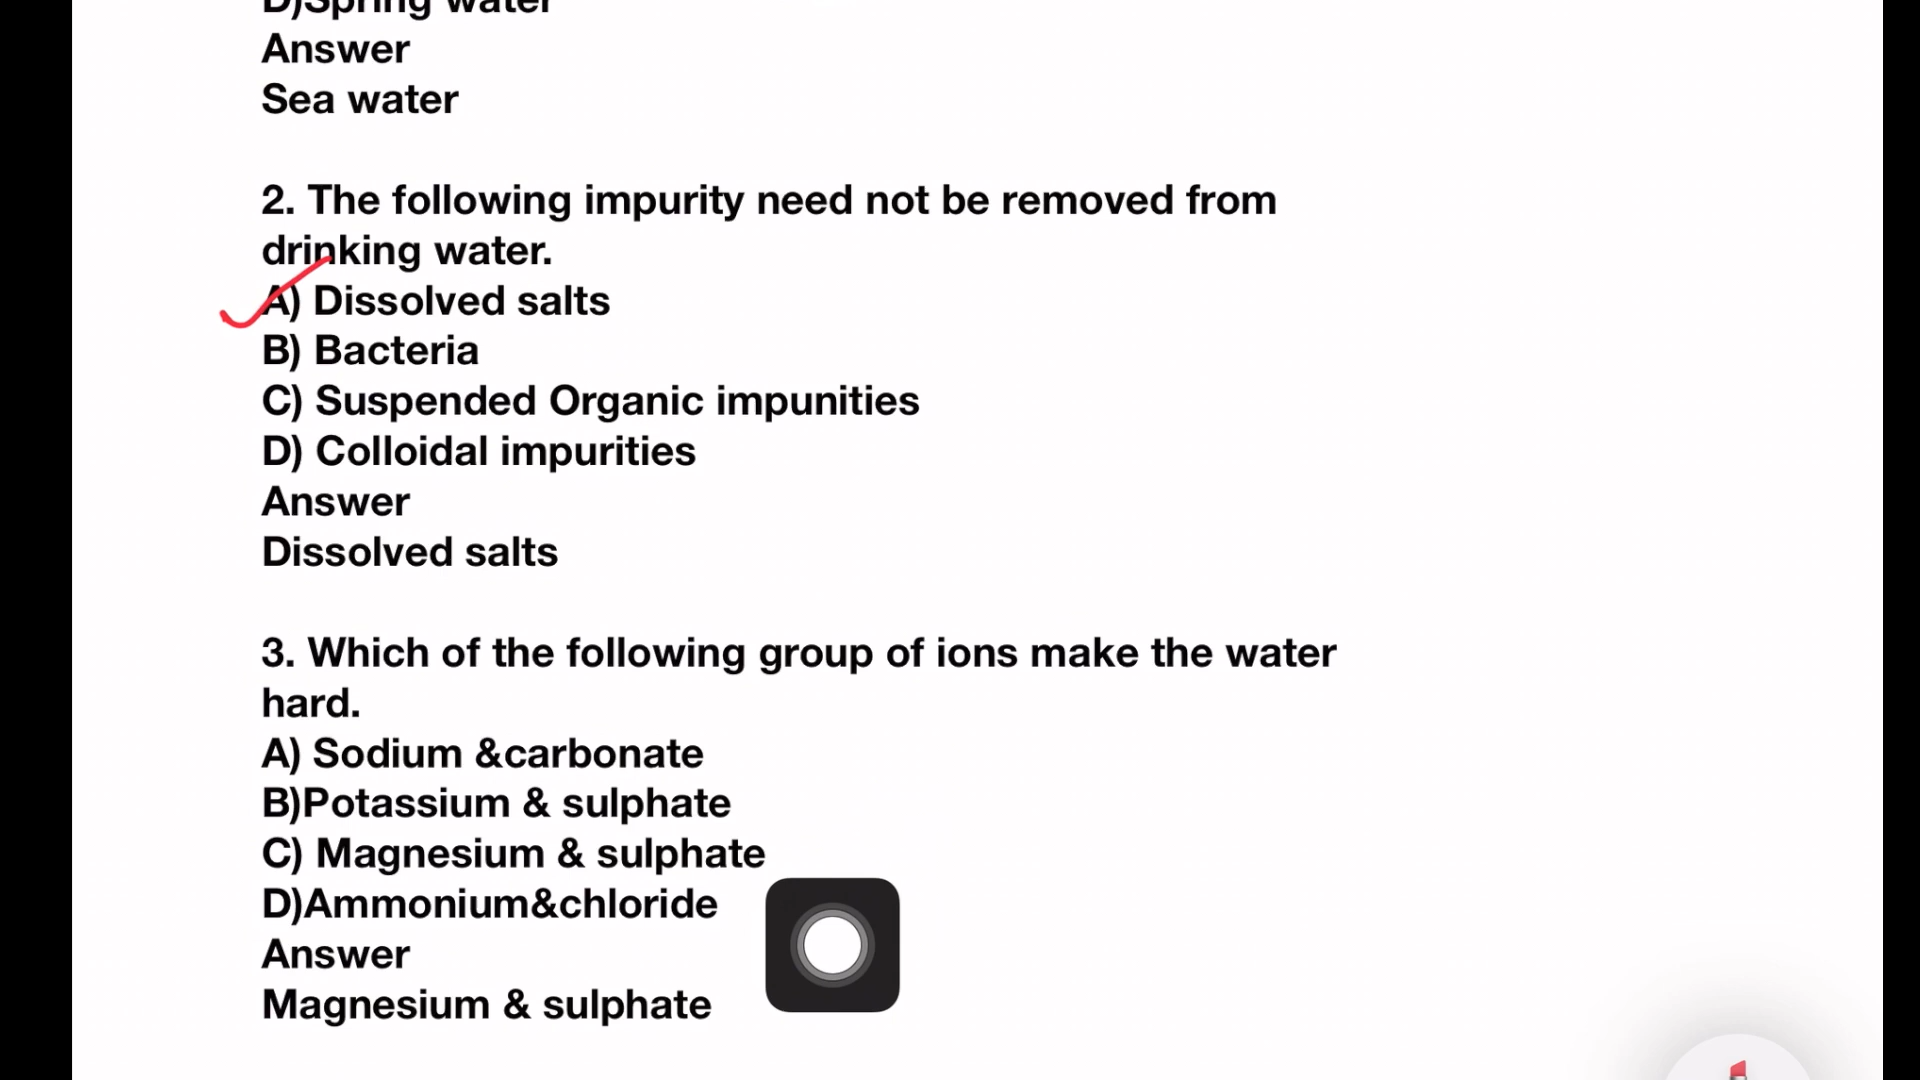 D)Spring water
Answer
Sea water
2. The following impurity need not be removed from
drinking water.
A) Dissolved salts
B) Bacteria
C) Suspended Organic impunities
D) Colloidal impurities
Answer
Dissolved salts
3. Which of the following group of ions make the water
hard.
A) Sodium &carbonate
B)Potassium & sulphate
C) Magnesium & sulphate
D)Ammonium&chloride
Answer
Magnesium & sulphate